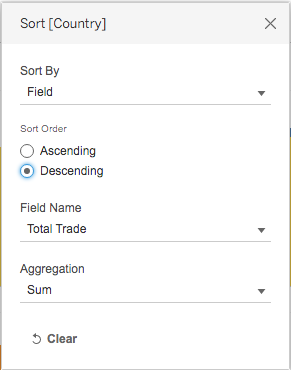 Sort [Country]
Sort By
Field
Sort Order
Ascending
Descending
Field Name
Total Trade
Aggregation
Sum
Clear